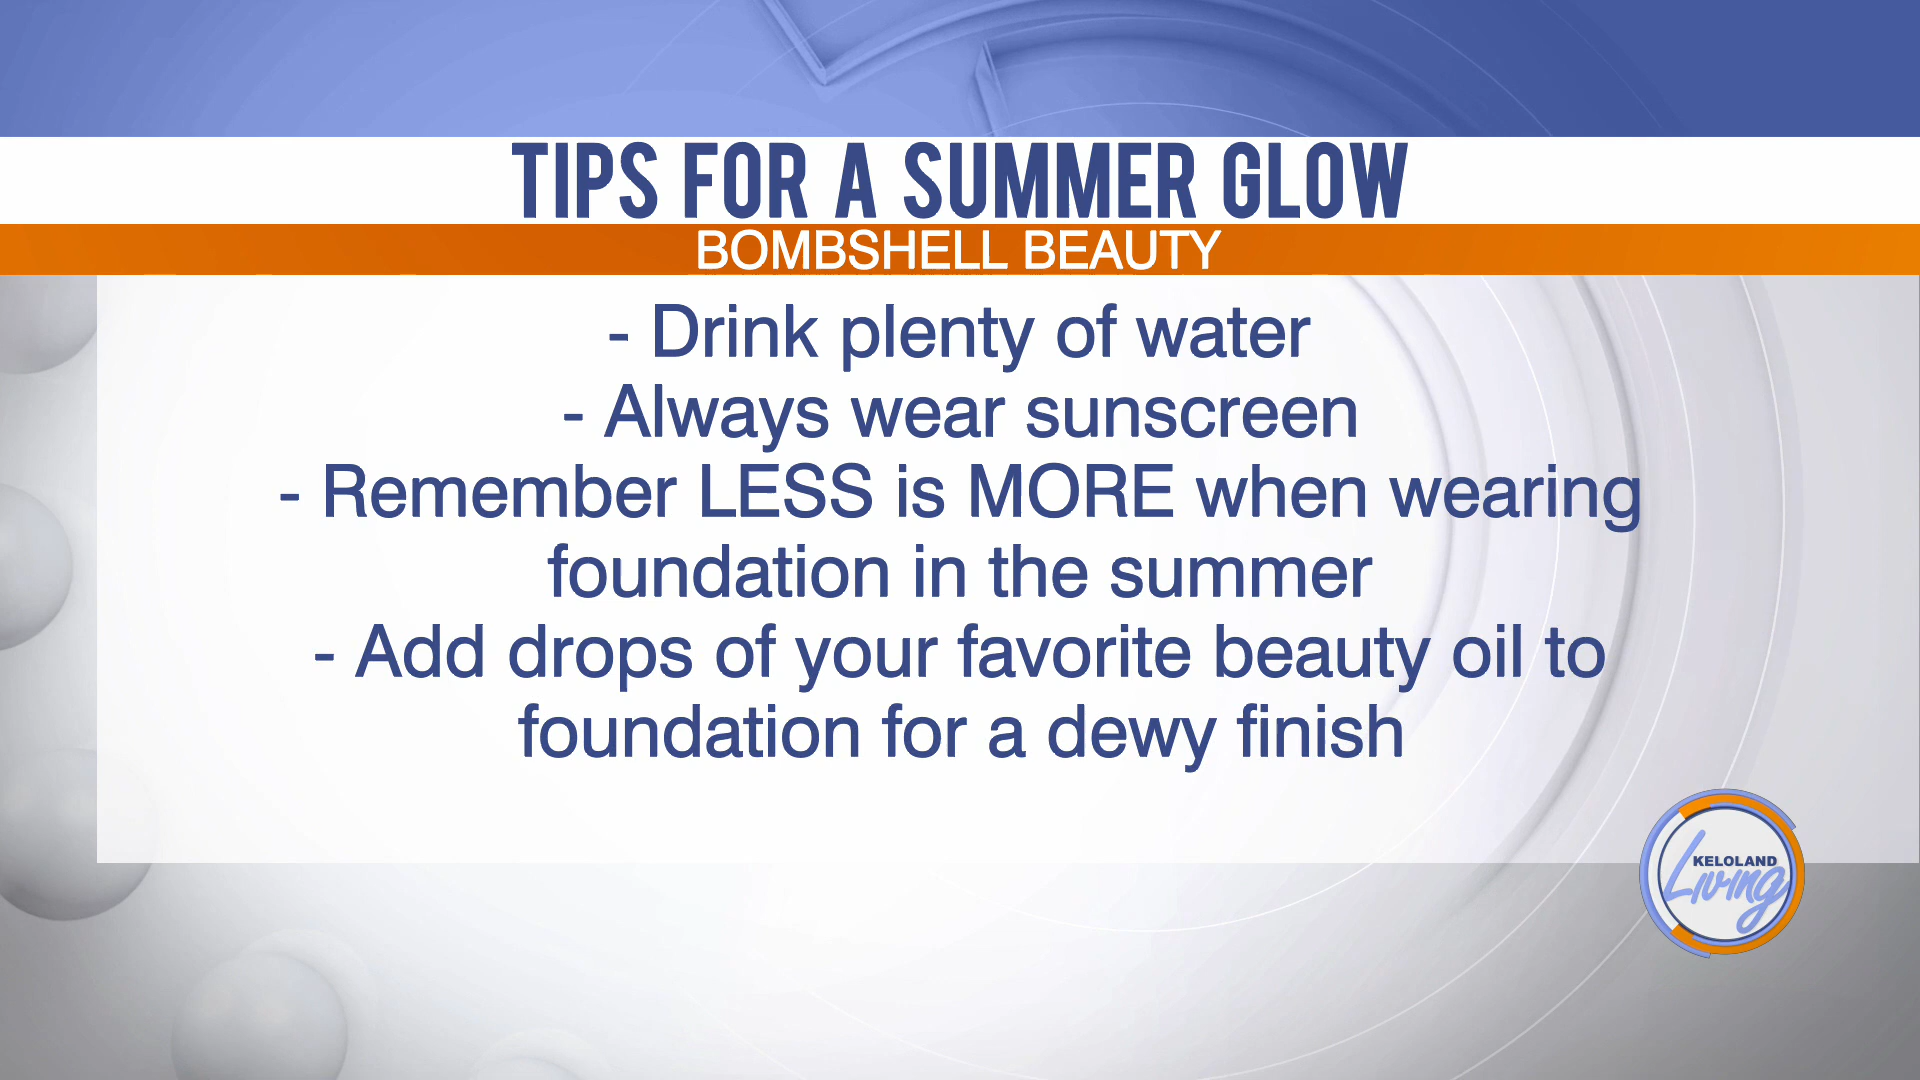 TIPS FOR A SUMMER GLOW
BOMBSHELL BEAUTY
- Drink plenty of water
- Always wear sunscreen
- Remember LESS is MORE when wearing
foundation in the summer
- Add drops of your favorite beauty oil to
foundation for a dewy finish
KELOLAND
Living